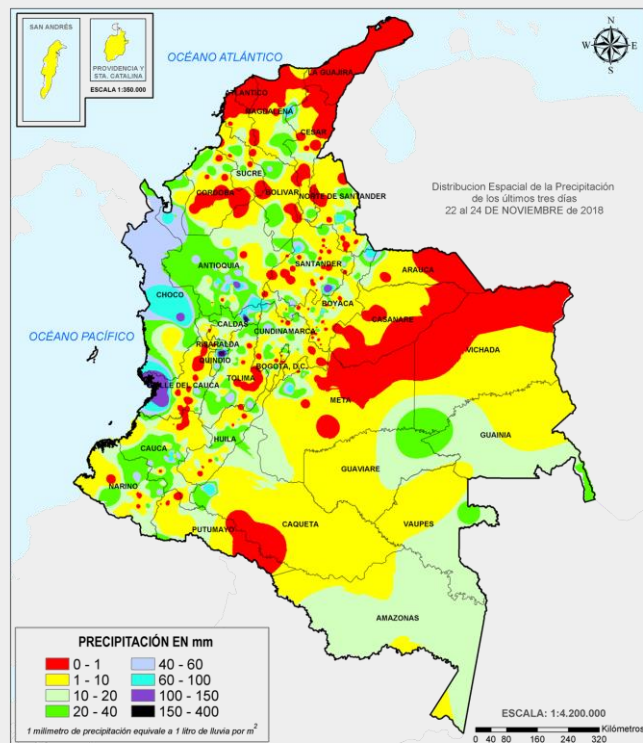 SAN ANDRÉS
PROVIDENCIA Y
STA. CATALINA
ESCALA 1:350.000
OCÉANO ATLÁNTICO
N
W E
S
LA GUAJIRA
ATLANTICO
MAGDALENA
CESAR
SUCRE
CORDOBA
BOLIVAR
NORTE DE SANTANDER
Distribucion Espacial de la Precipitación
de los últimos tres días
22 al 24 DE NOVIEMBRE de 2018
ANTIOQUIA
SANTANDER
ARAUCA
CHOCO
BOYACA
CASANARE
OCÉANO PACÍFICO
CALDAS
CUNDINAMARCA
RISARALDA
VICHADA
QUINDIO
BOGOTA, D.C.
TOLIMA
VALLE DEL CAUCA
META
GUAINIA
HUILA
CAUCA
GUAVIARE
NARINO
CAQUETA
VAUPES
PUTUMAYO
AMAZONAS
PRECIPITACIÓN EN mm
0 - 1 40 - 60
1 - 10 60 - 100
10 - 20 100 - 150
20 - 40 150 - 400
1 milimetro de precipitación equivale a 1 litro de lluvia por m²
ESCALA: 1:4.200.000
Kilómetros
0 40 80 160 240 320